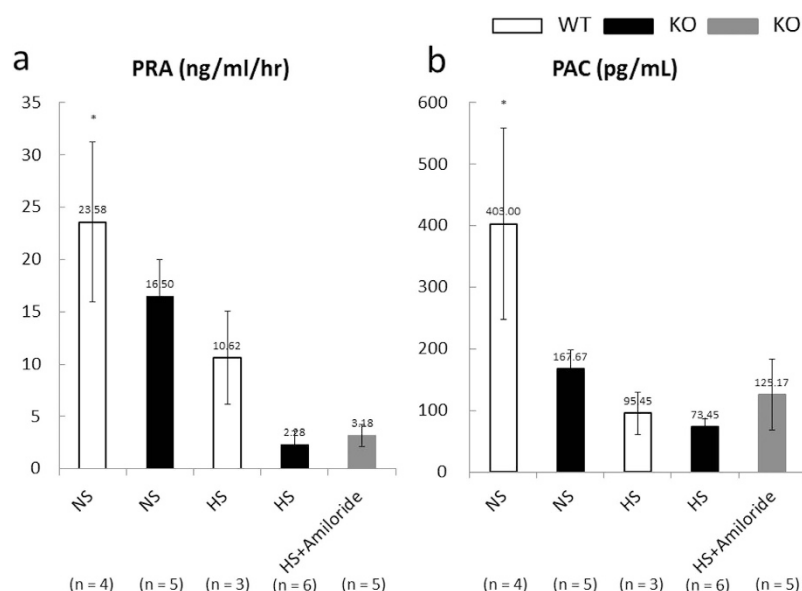 WT KO KO
a
PRA (ng/ml/hr)
35
30
25
20
15
10
5
0
*
23.58
16.50
10.62
2.28
3.18
NS
NS
HS
HS
HS+Amiloride
(n = 4) (n = 5) (n = 3) (n = 6) (n = 5)
b
PAC (pg/mL)
600
500
400
300
200
100
0
*
403.00
167.67
95.45
73.45
125.17
NS
NS
HS
HS
HS+Amiloride
(n = 4) (n = 5) (n = 3) (n = 6) (n = 5)